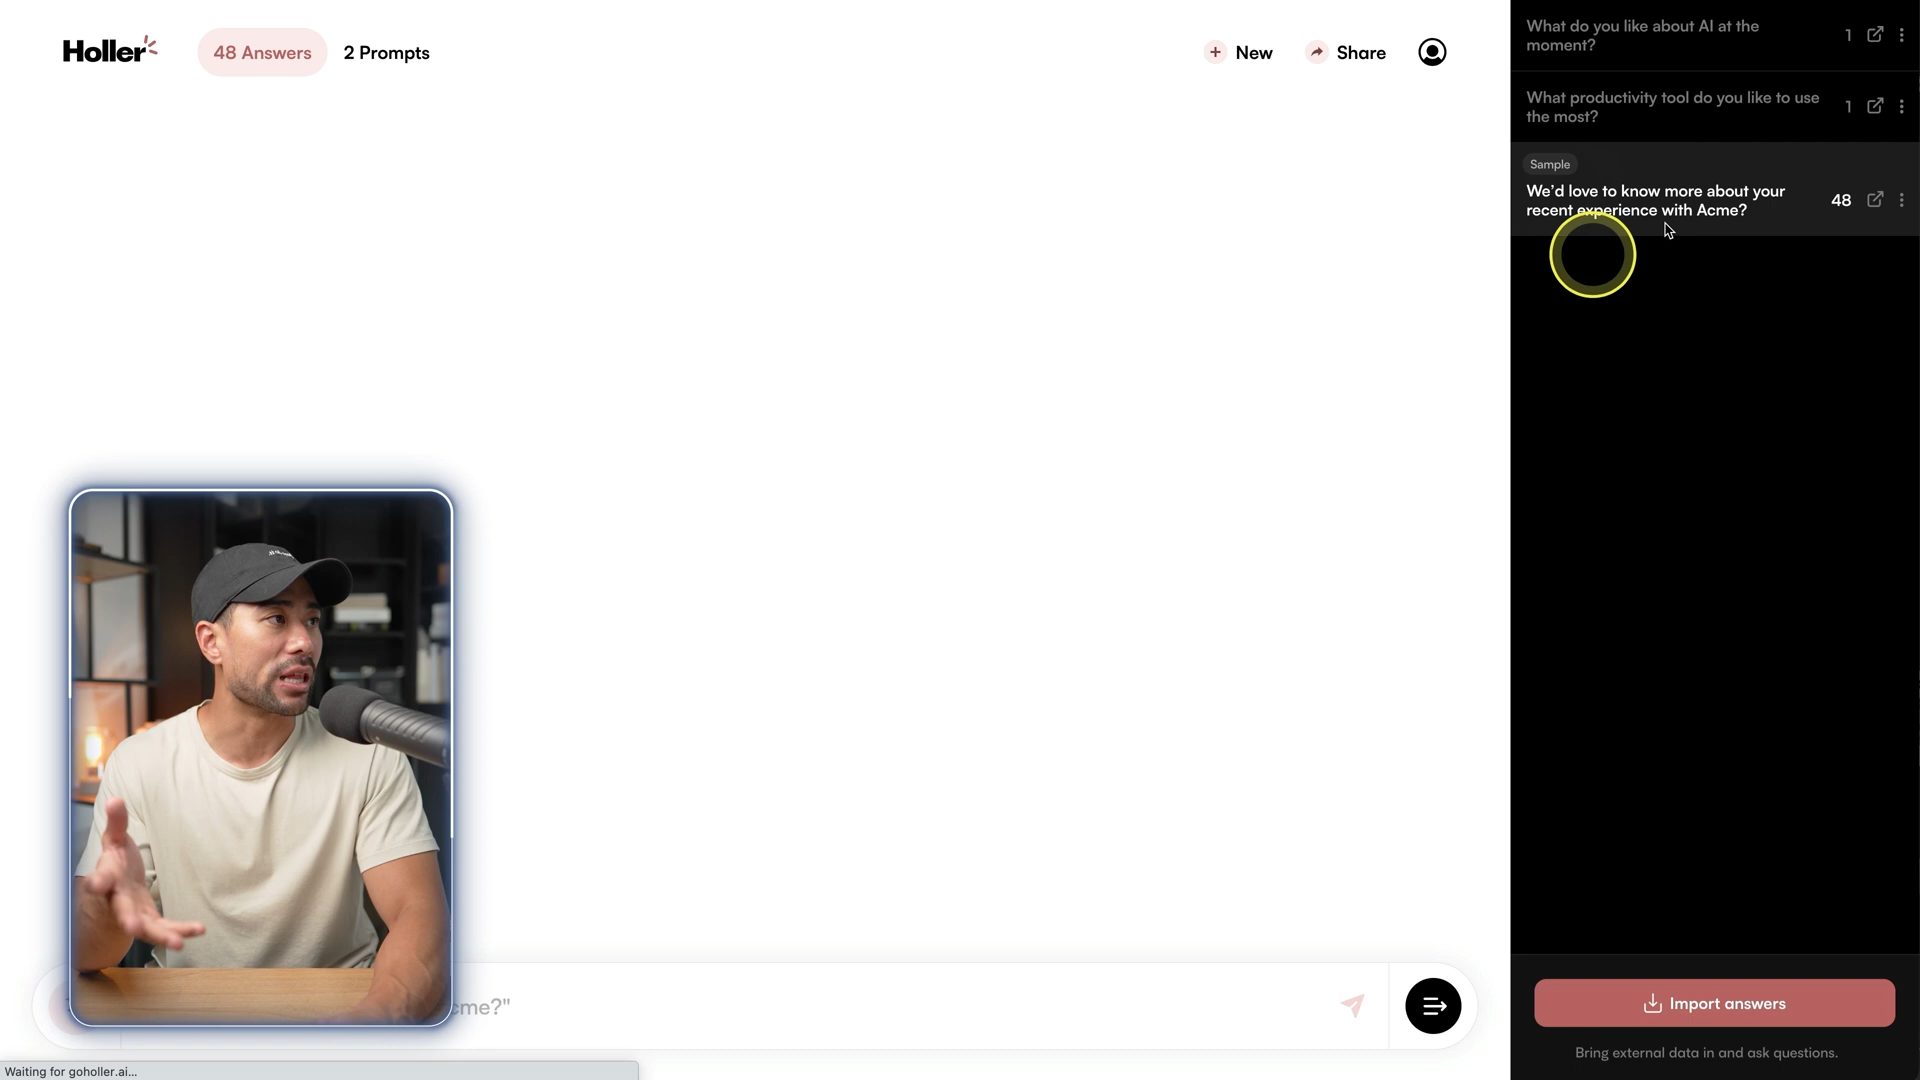 Holler
48 Answers
2 Prompts
New
Share
What do you like about AI at the
moment?
1
What productivity tool do you like to use
the most?
1
Sample
We'd love to know more about your
recent experience with Acme?
48
cme?"
Import answers
Bring external data in and ask questions.
Waiting for goholler.ai...